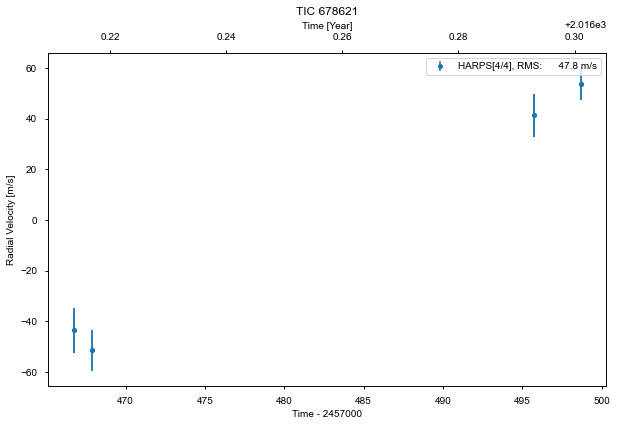 TIC 678621
Time [Year]
+2.016e3
0.22 0.24 0.26 0.28 0.30
HARPS[4/4], RMS: 47.8 m/s
60
40
20
0
−20
−40
−60
Radial Velocity [m/s]
470 475 480 485 490 495 500
Time - 2457000